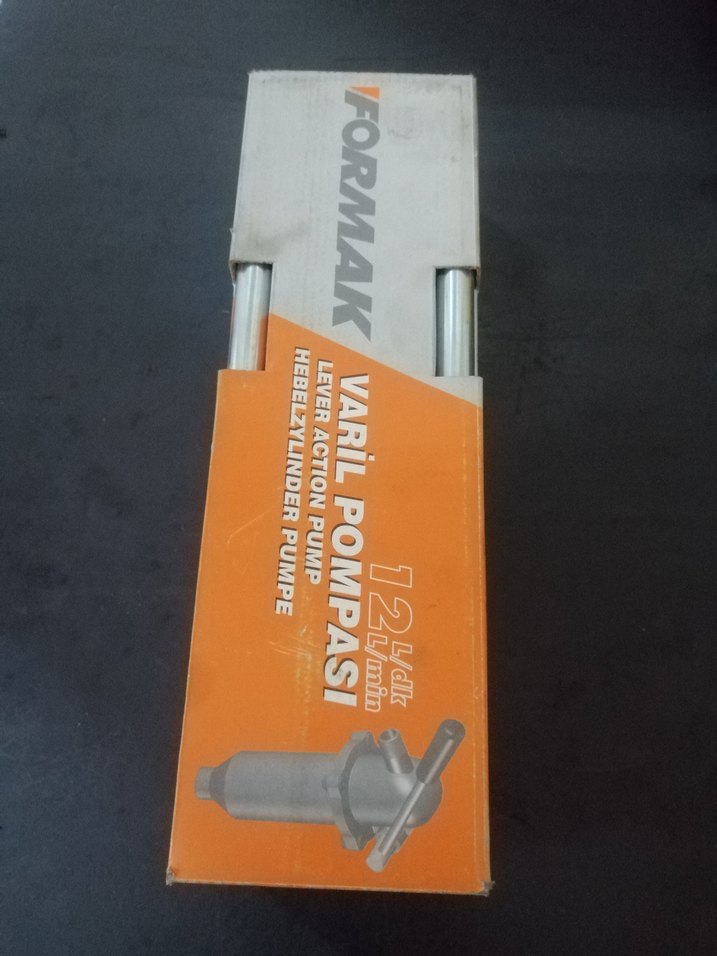 FORMAK
12 L/dk
L/min
VARİL POMPASI
LEVER ACTION PUMP
HEBELZYLINDER PUMPE